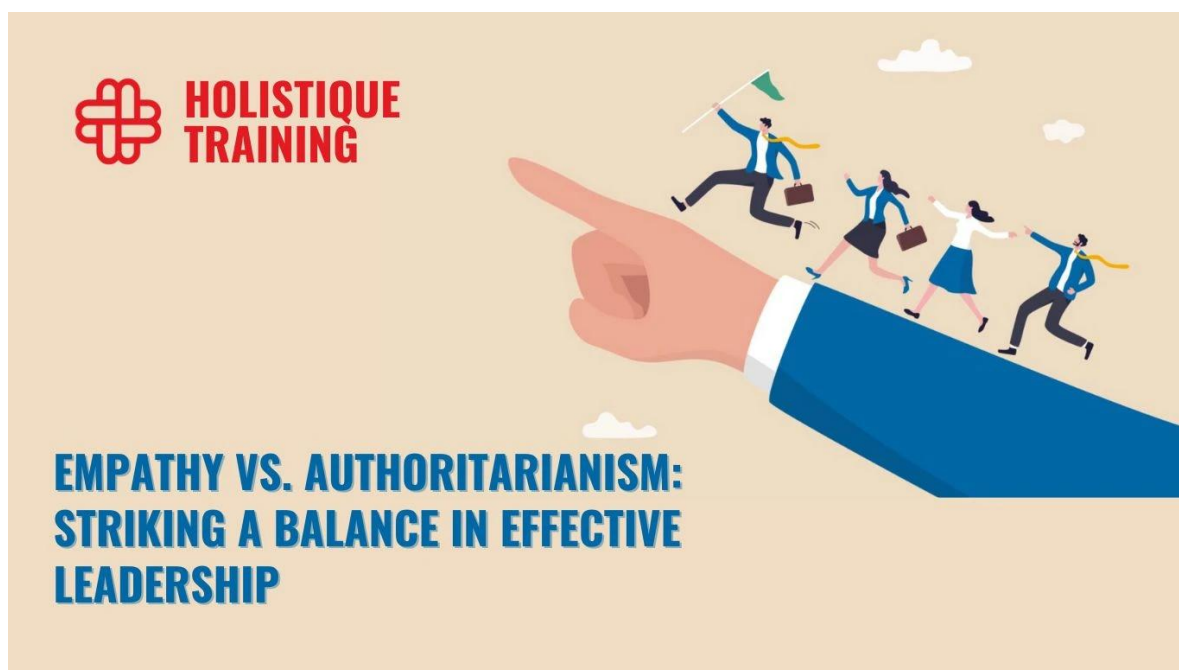 HOLISTIQUE
TRAINING
EMPATHY VS. AUTHORITARIANISM:
STRIKING A BALANCE IN EFFECTIVE
LEADERSHIP